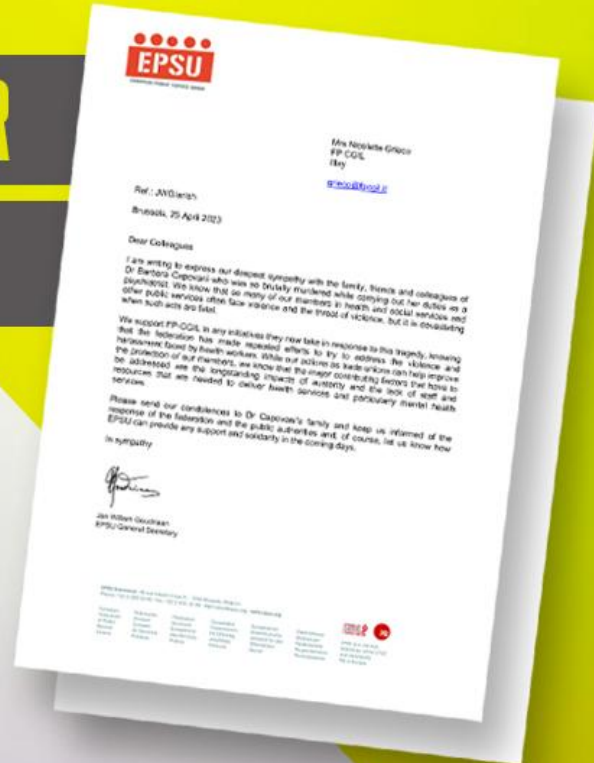 R
EPSU
EUROPEAN PUBLIC SERVICE UNION
Mrs Nicoletta Grieco
FP CGIL
Italy
grieco@fpcgil.it
Ref.: JWG/arish
Brussels, 25 April 2023
Dear Colleagues
I am writing to express our deepest sympathy with the family, friends and colleagues of
Dr Barbara Capovani who was so brutally murdered while carrying out her duties as a
psychiatrist. We know that so many of our members in health and social services and
other public services often face violence and the threat of violence, but it is devastating
when such acts are fatal.
We support FP-CGIL in any initiatives they now take in response to this tragedy, knowing
that the federation has made repeated efforts to try to address the violence and
harassment faced by health workers. While our actions as trade unions can help improve
the protection of our members, we know that the major contributing factors that have to
be addressed are the longstanding impacts of austerity and the lack of staff and
resources that are needed to deliver health services and particularly mental health
services.
Please send our condolences to Dr Capovani's family and keep us informed of the
response of the federation and the public authorities and, of course, let us know how
EPSU can provide any support and solidarity in the coming days.
In sympathy
Jan Willem Goudriaan
EPSU General Secretary